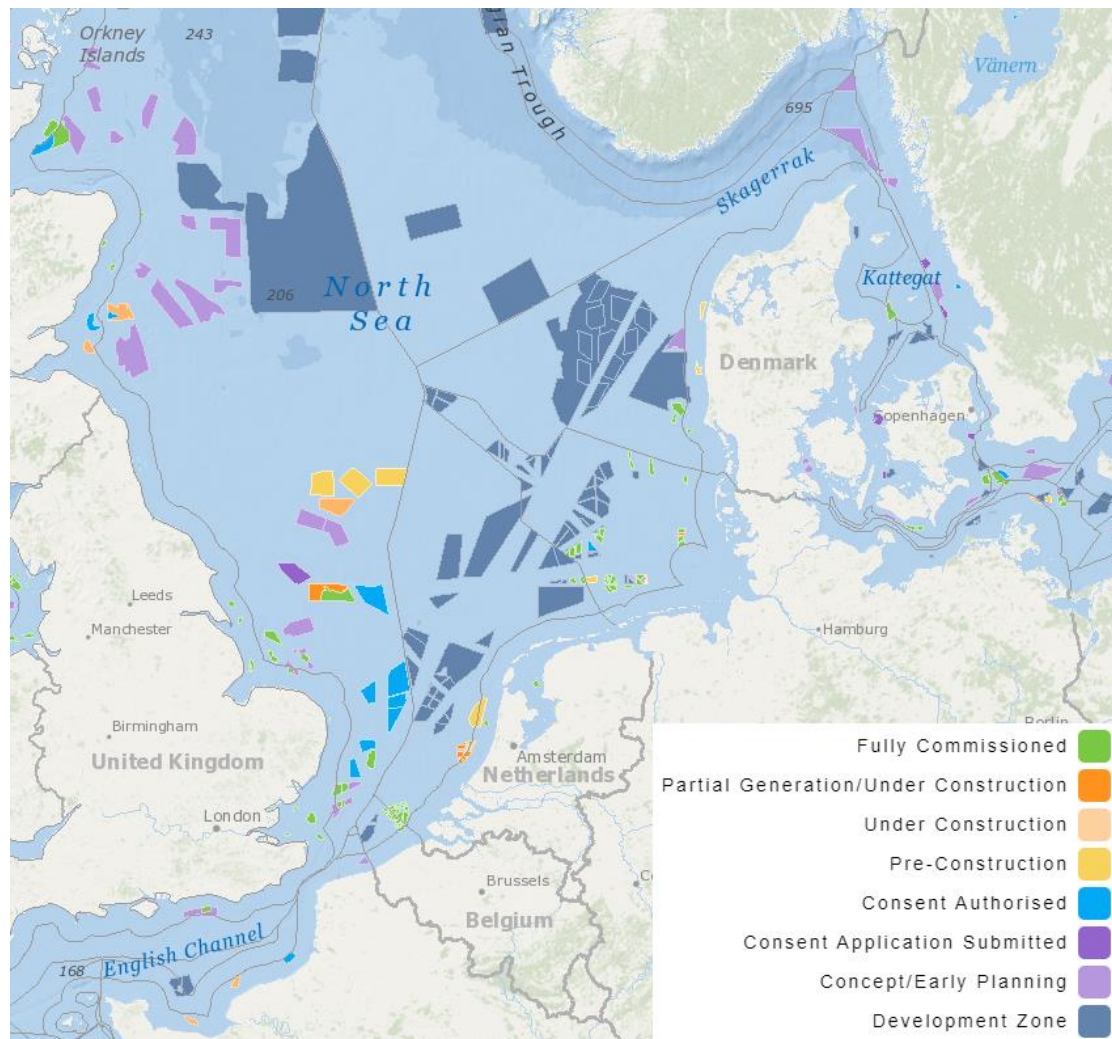 Orkney
Islands
243
gian Trough
Vänern
695
Skagerrak
North
Sea
206
Kattegat
Denmark
Copenhagen
Leeds
Manchester
Hamburg
Birmingham
United Kingdom
Amsterdam
Netherlands
London
Brussels
Belgium
English Channel
168
Berlin
Fully Commissioned
Partial Generation/Under Construction
Under Construction
Pre-Construction
Consent Authorised
Consent Application Submitted
Concept/Early Planning
Development Zone